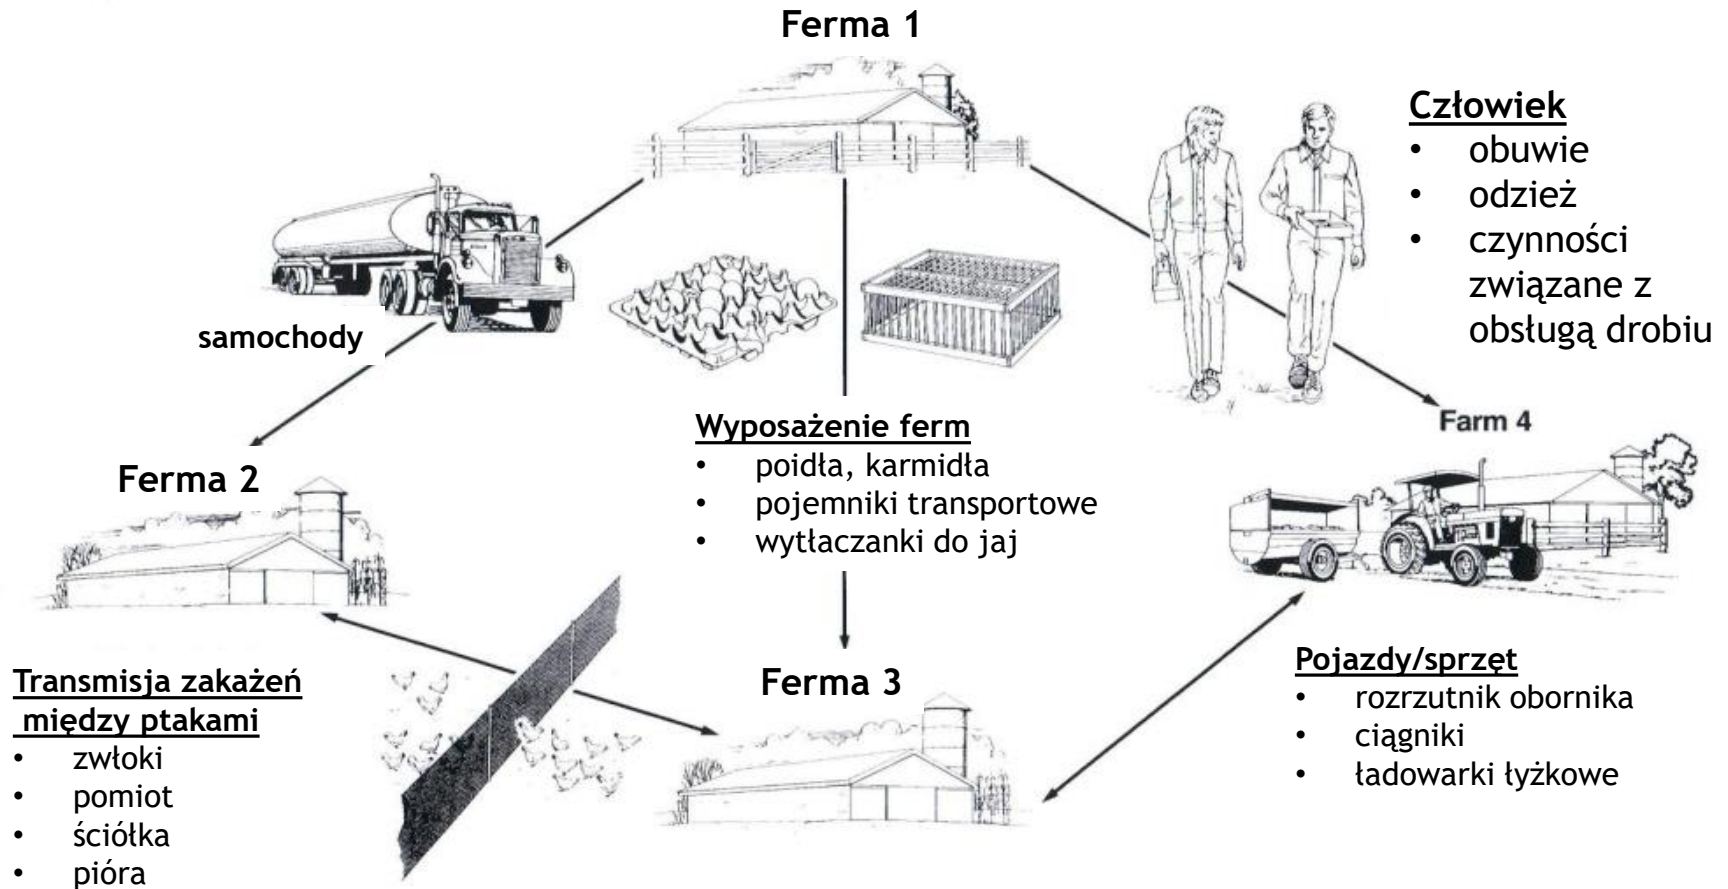 Ferma 1
Człowiek
• obuwie
• odzież
• czynności
związane z
obsługą drobiu
samochody
Wyposażenie ferm
• poidła, karmidła
• pojemniki transportowe
• wytłaczanki do jaj
Farm 4
Ferma 2
Ferma 3
Transmisja zakażeń
między ptakami
• zwłoki
• pomiot
• ściółka
• pióra
Pojazdy/sprzęt
• rozrzutnik obornika
• ciągniki
• ładowarki łyżkowe